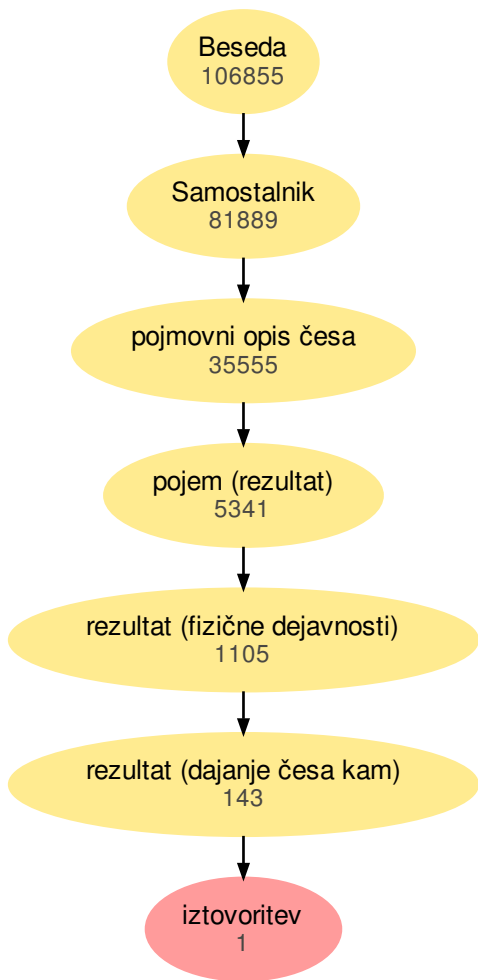 Beseda
106855
Samostalnik
81889
pojmovni opis česa
35555
pojem (rezultat)
5341
rezultat (fizične dejavnosti)
1105
rezultat (dajanje česa kam)
143
iztovoritev
1